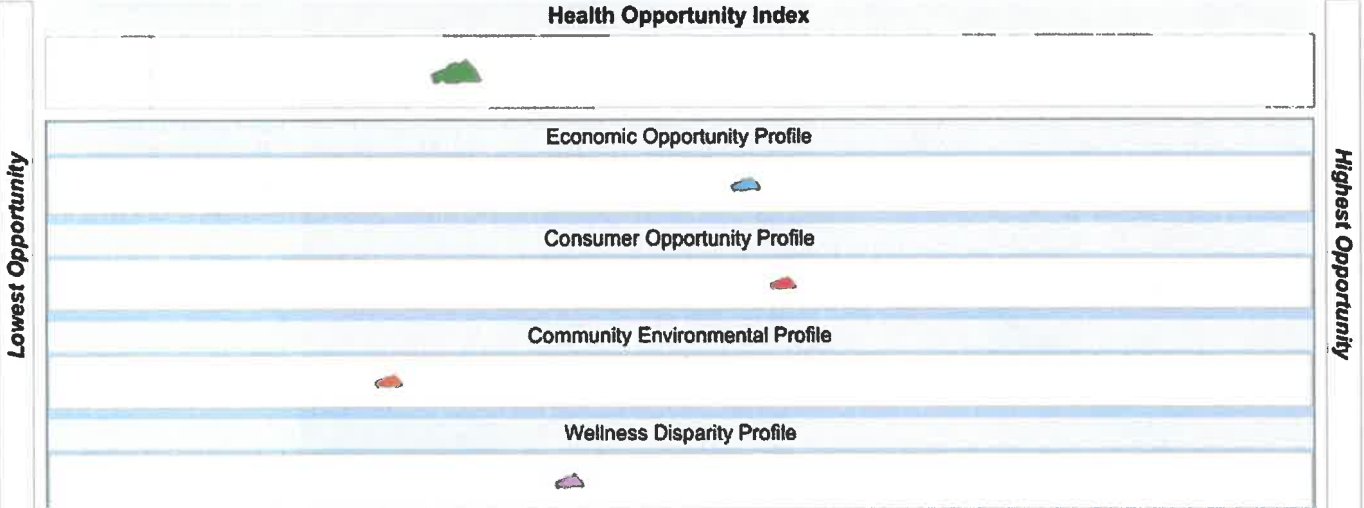 Health Opportunity Index
Lowest Opportunity
Highest Opportunity
Economic Opportunity Profile
Consumer Opportunity Profile
Community Environmental Profile
Wellness Disparity Profile